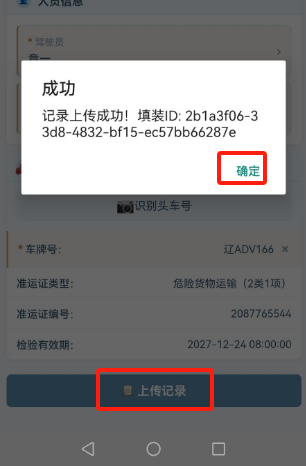 人员信息
* 驾驶员
成功
记录上传成功！填装ID: 2b1a3f06-3
3d8-4832-bf15-ec57bb66287e
确定
识别头车号
* 车牌号: 辽ADV166 ×
准运证类型: 危险货物运输（2类1项）
准运证编号: 2087765544
检验有效期: 2027-12-24 08:00:00
上传记录